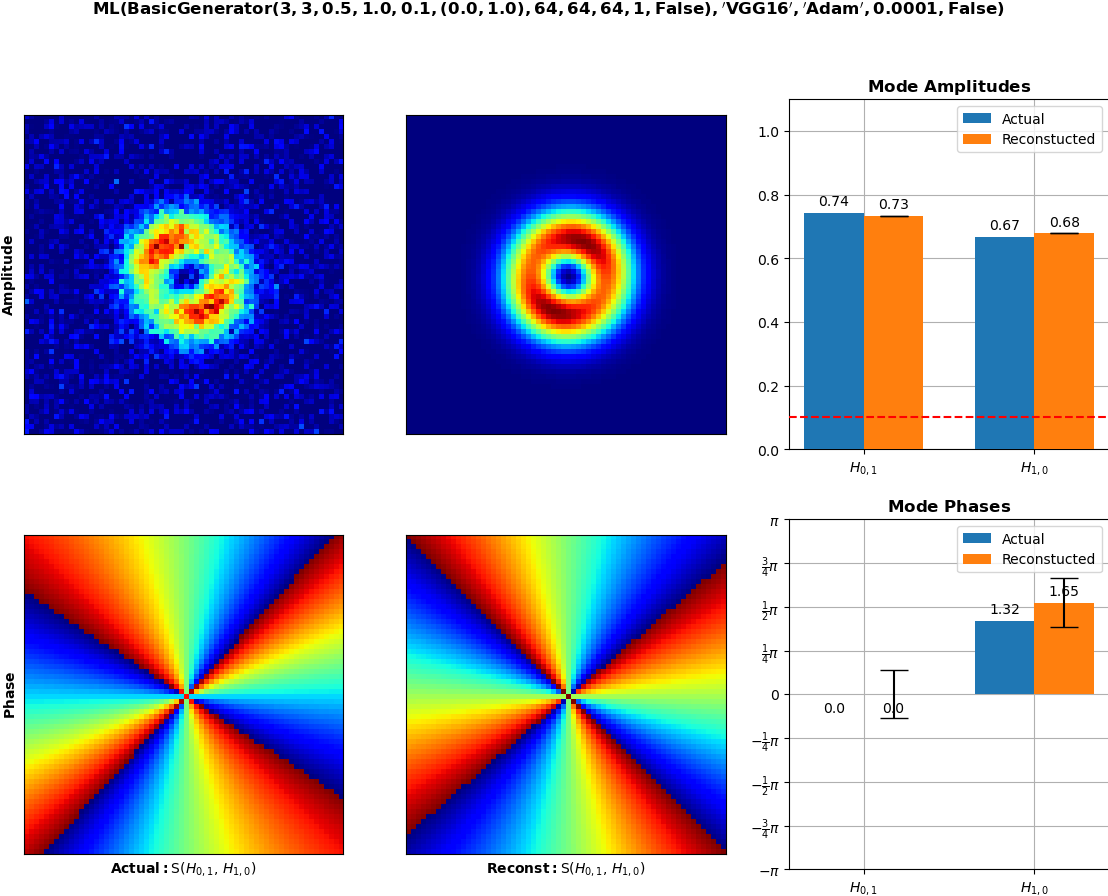 ML(BasicGenerator(3, 3, 0.5, 1.0, 0.1, (0.0, 1.0), 64, 64, 64, 1, False), ′VGG16′, ′Adam′, 0.0001, False)
Amplitude
Mode Amplitudes
Actual
Reconstucted
1.0
0.8
0.6
0.4
0.2
0.0
0.74
0.73
0.67
0.68
H0, 1
H1, 0
Phase
Actual: S(H0, 1, H1, 0)
Reconst: S(H0, 1, H1, 0)
Mode Phases
Actual
Reconstucted
π
3/4π
1/2π
1/4π
0
−1/4π
−1/2π
−3/4π
−π
0.0
0.0
1.32
1.65
H0, 1
H1, 0